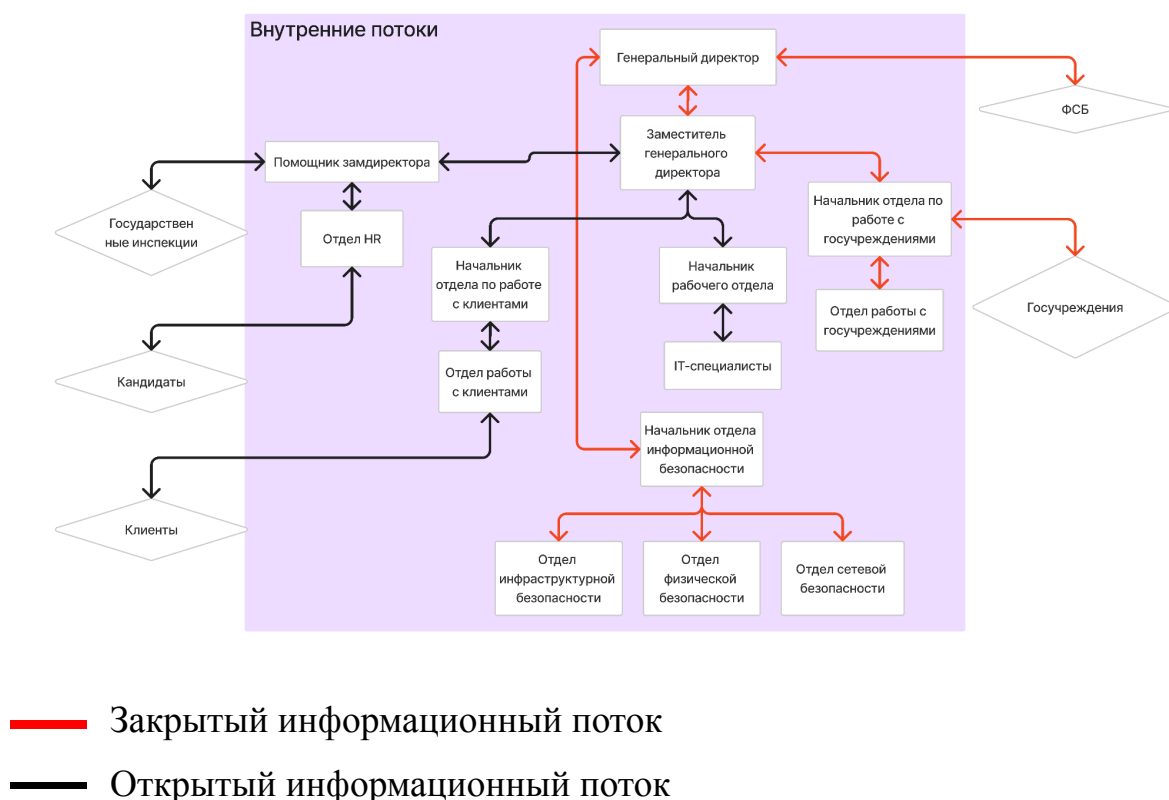 Внутренние потоки
Генеральный директор
ФСБ
Заместитель
генерального
директора
Помощник замдиректора
Государствен
ные инспекции
Отдел HR
Начальник отдела по
работе с
госучреждениями
Начальник
отдела по работе
с клиентами
Начальник
рабочего отдела
Отдел работы с
госучреждениями
Госучреждения
Кандидаты
Отдел работы
с клиентами
IT-специалисты
Начальник отдела
информационной
безопасности
Клиенты
Отдел
инфраструктурной
безопасности
Отдел
физической
безопасности
Отдел сетевой
безопасности
Закрытый информационный поток
Открытый информационный поток